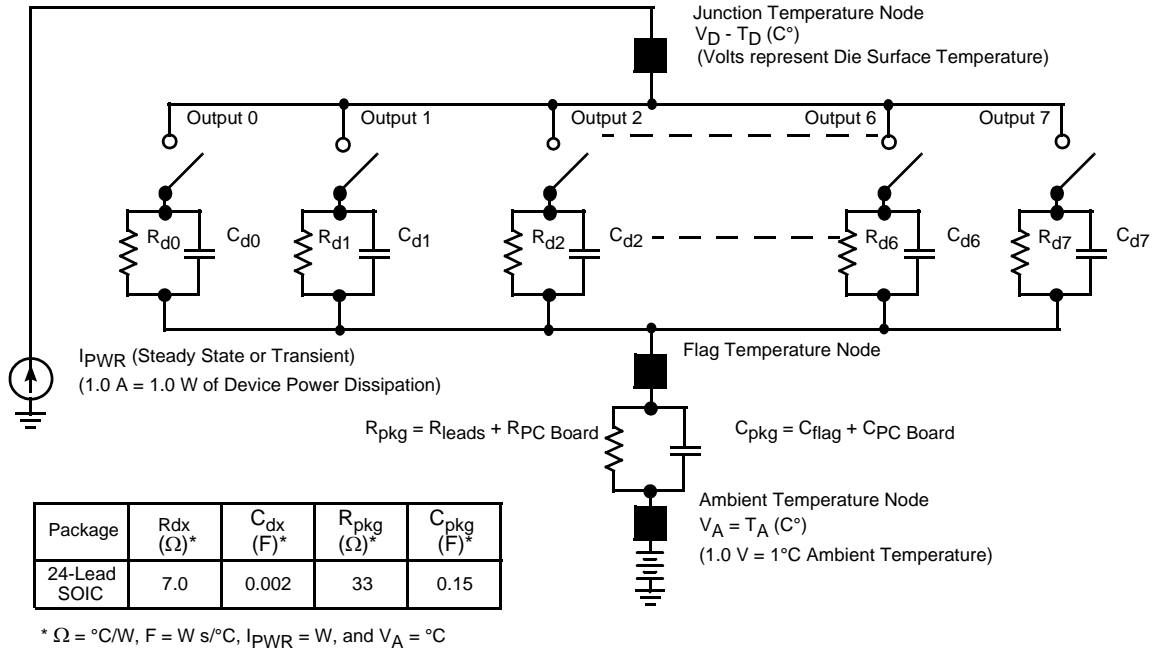 Junction Temperature Node
VD - TD (C°)
(Volts represent Die Surface Temperature)
Output 0
Output 1
Output 2
Output 6
Output 7
Rd0
Cd0
Rd1
Cd1
Rd2
Cd2
Rd6
Cd6
Rd7
Cd7
IPWR (Steady State or Transient)
(1.0 A = 1.0 W of Device Power Dissipation)
Flag Temperature Node
Rpkg = Rleads + RPC Board
Cpkg = Cflag + CPC Board
Ambient Temperature Node
VA = TA (C°)
(1.0 V = 1°C Ambient Temperature)
Package Rdx (Ω)* Cdx (F)* Rpkg (Ω)* Cpkg (F)*
24-Lead SOIC 7.0 0.002 33 0.15
* Ω = °C/W, F = W s/°C, IPWR = W, and VA = °C